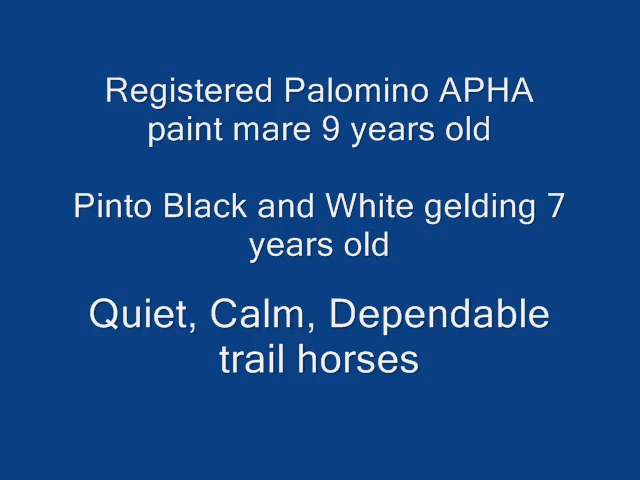 Registered Palomino APHA
paint mare 9 years old
Pinto Black and White gelding 7
years old
Quiet, Calm, Dependable
trail horses